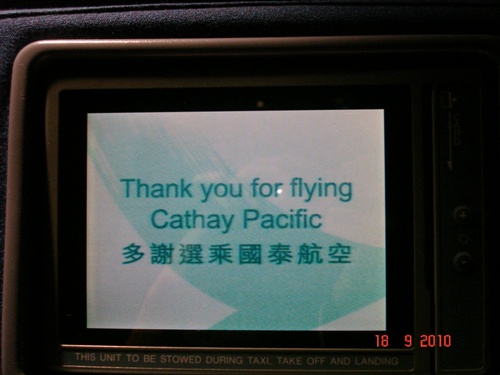 Thank you for flying
Cathay Pacific
多謝選乘國泰航空
18 9 2010
THIS UNIT TO BE STOWED DURING TAXI, TAKE OFF AND LANDING